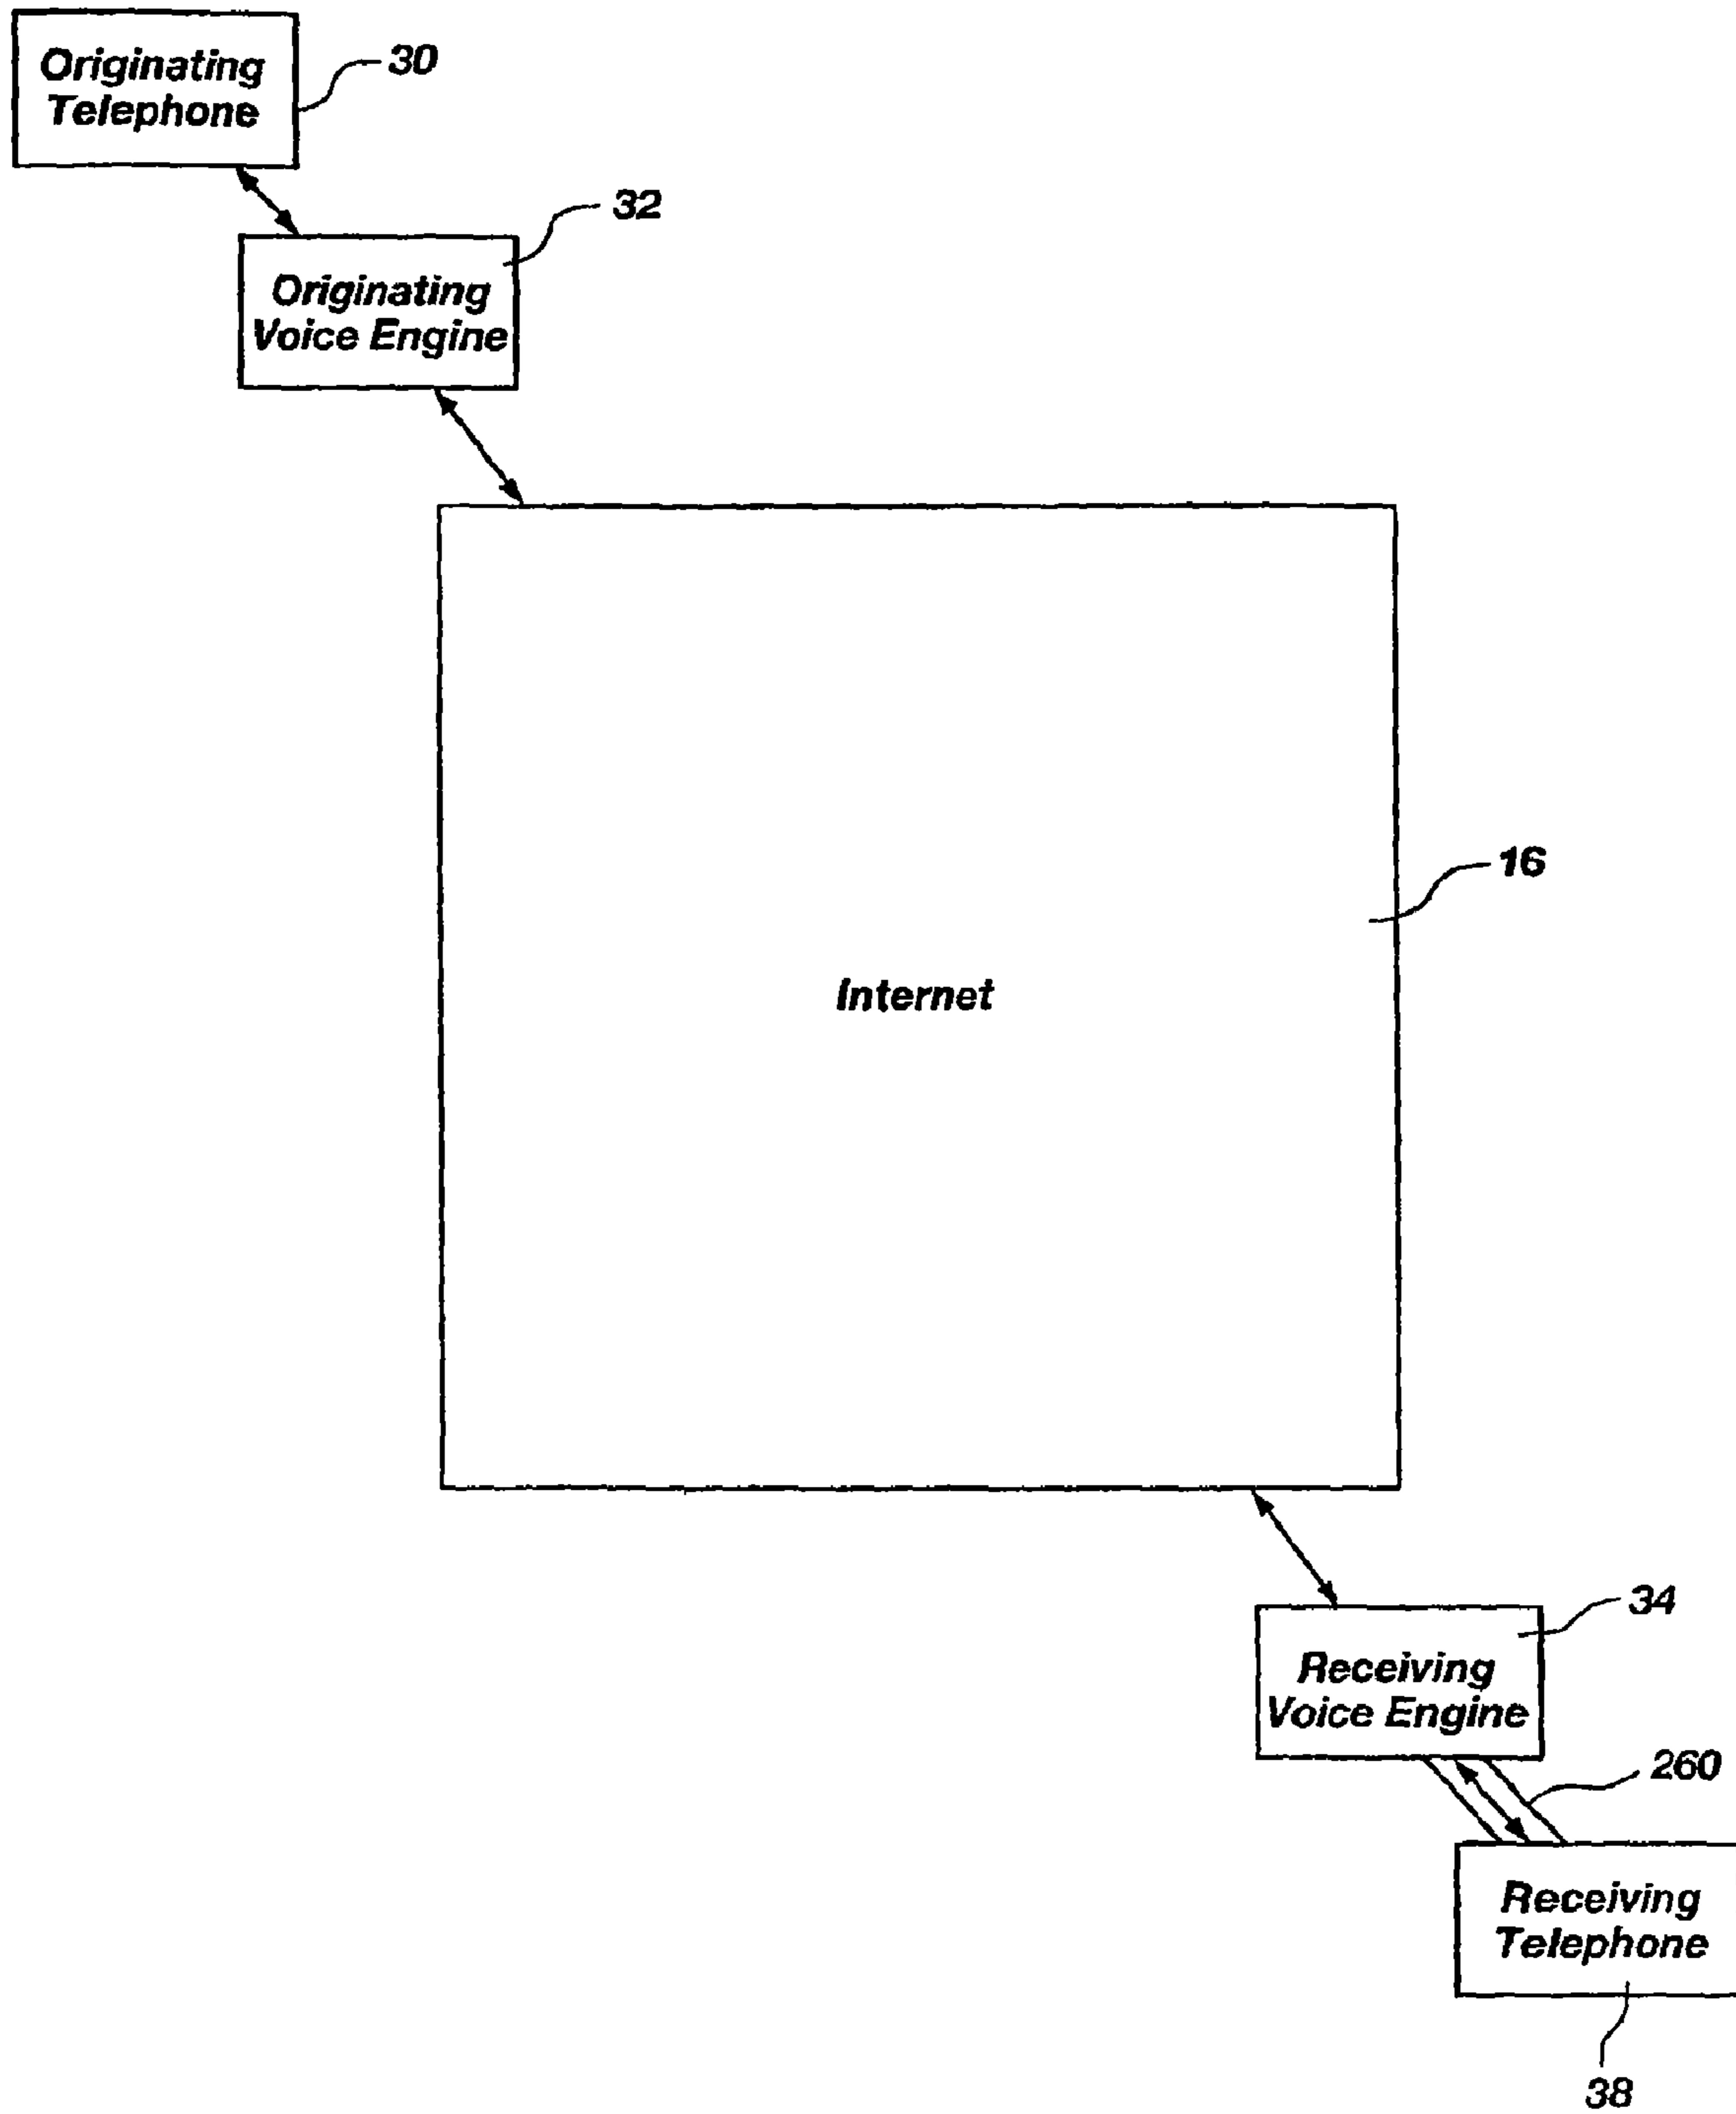 Originating
Telephone
30
32
Originating
Voice Engine
16
Internet
34
Receiving
Voice Engine
260
Receiving
Telephone
38